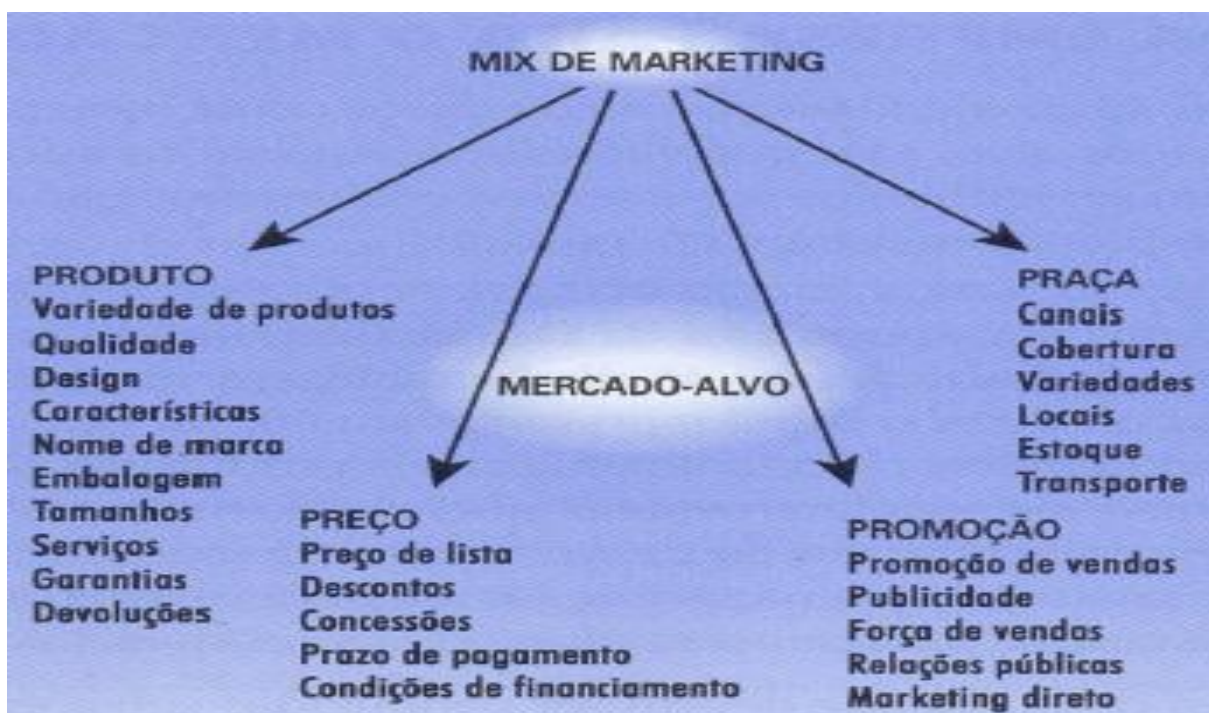 MIX DE MARKETING
PRODUTO
Variedade de produtos
Qualidade
Design
Características
Nome de marca
Embalagem
Tamanhos
Serviços
Garantias
Devoluções
MERCADO-ALVO
PREÇO
Preço de lista
Descontos
Concessões
Prazo de pagamento
Condições de financiamento
PROMOÇÃO
Promoção de vendas
Publicidade
Força de vendas
Relações públicas
Marketing direto
PRAÇA
Canais
Cobertura
Variedades
Locais
Estoque
Transporte